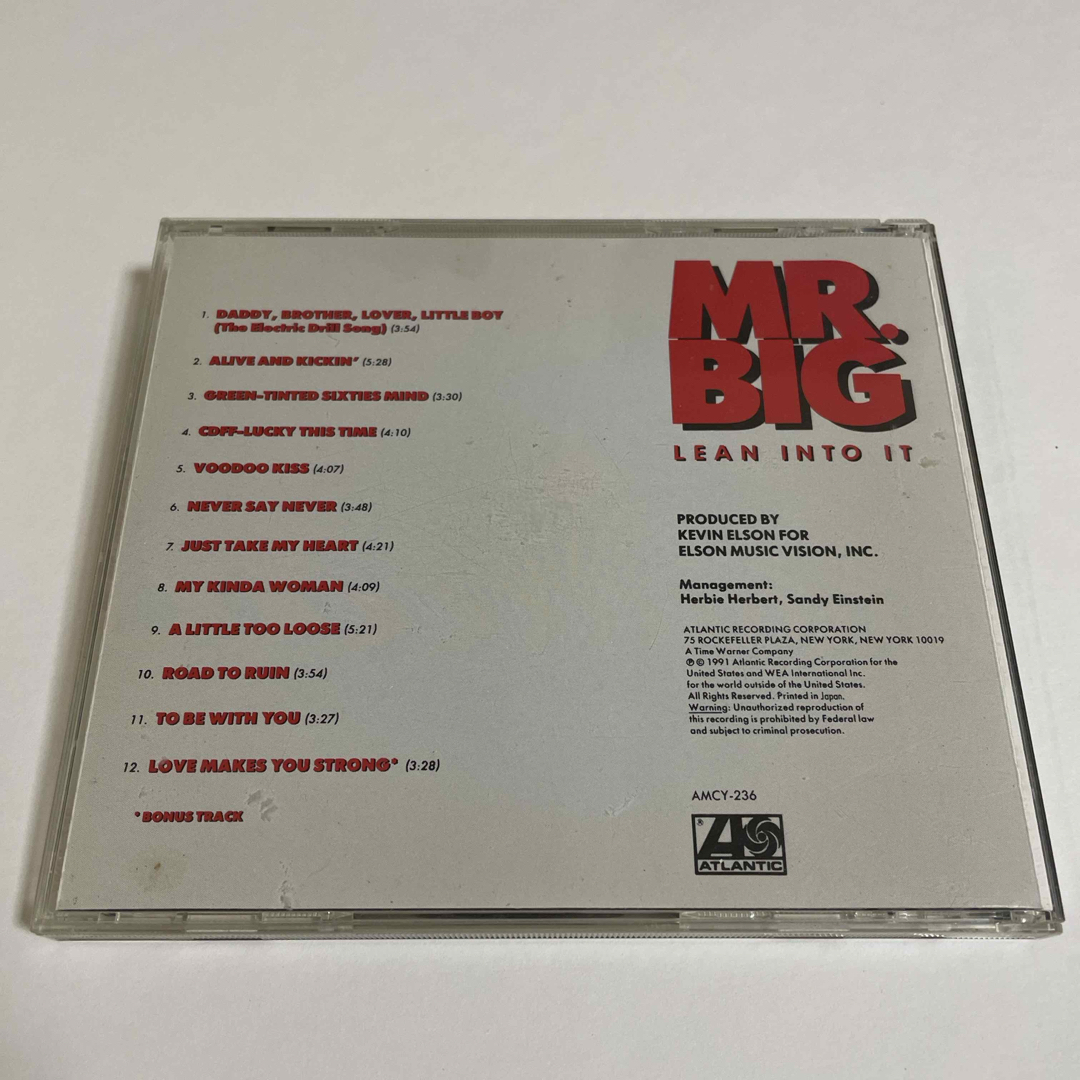 1. DADDY, BROTHER, LOVER, LITTLE BOY
(The Electric Drill Song) (3:54)
2. ALIVE AND KICKIN' (5:28)
3. GREEN-TINTED SIXTIES MIND (3:30)
4. CDFF-LUCKY THIS TIME (4:10)
5. VOODOO KISS (4:07)
6. NEVER SAY NEVER (3:48)
7. JUST TAKE MY HEART (4:21)
8. MY KINDA WOMAN (4:09)
9. A LITTLE TOO LOOSE (5:21)
10. ROAD TO RUIN (3:54)
11. TO BE WITH YOU (3:27)
12. LOVE MAKES YOU STRONG* (3:28)
*BONUS TRACK
MR.
BIG
LEAN INTO IT
PRODUCED BY
KEVIN ELSON FOR
ELSON MUSIC VISION, INC.
Management:
Herbie Herbert, Sandy Einstein
ATLANTIC RECORDING CORPORATION
75 ROCKEFELLER PLAZA, NEW YORK, NEW YORK 10019
A Time Warner Company
℗ © 1991 Atlantic Recording Corporation for the
United States and WEA International Inc.
for the world outside of the United States.
All Rights Reserved. Printed in Japan.
Warning: Unauthorized reproduction of
this recording is prohibited by Federal law
and subject to criminal prosecution.
AMCY-236
® A
ATLANTIC